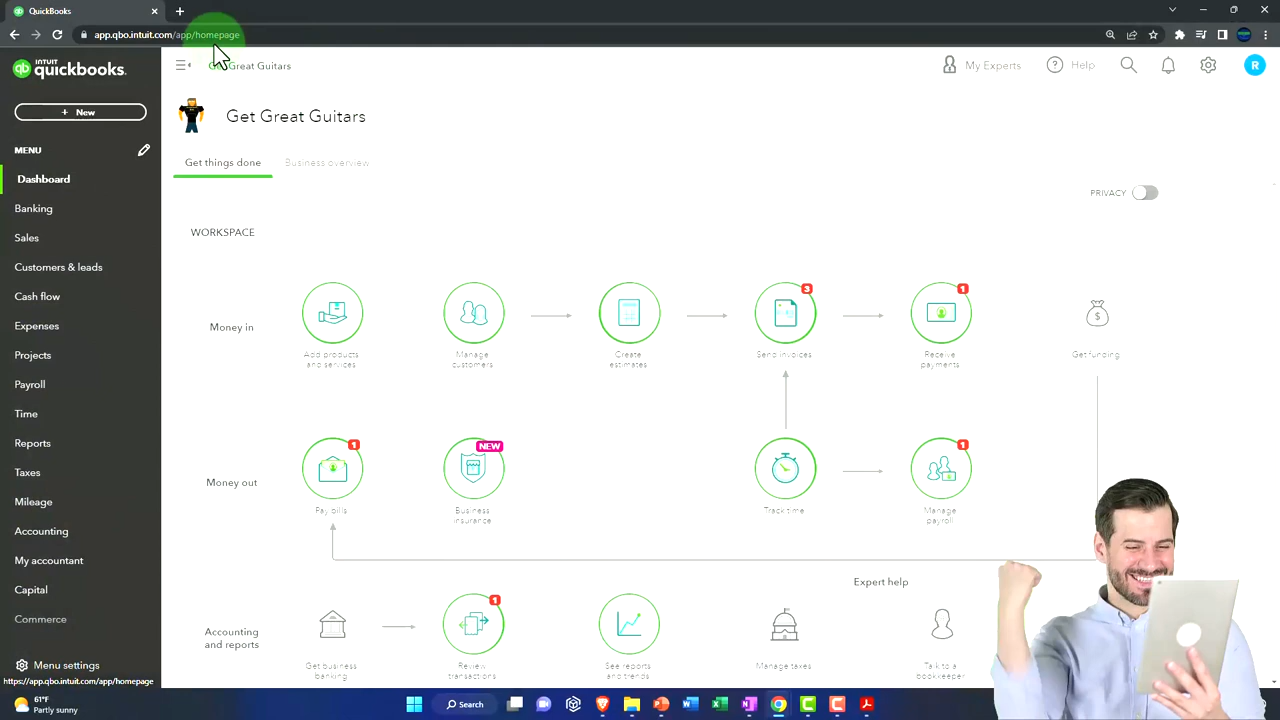 QuickBooks
app.qbo.intuit.com/app/homepage
INTUIT
quickbooks.
Get Great Guitars
My Experts
Help
R
+ New
Get Great Guitars
MENU
Get things done
Business overview
Dashboard
PRIVACY
Banking
WORKSPACE
Sales
Customers & leads
Cash flow
3
1
Expenses
Money in
Projects
Add products
and services
Manage
customers
Create
estimates
Send invoices
Receive
payments
Get funding
Payroll
Time
Reports
1
NEW
1
Taxes
Money out
Mileage
Pay bills
Business
insurance
Track time
Manage
payroll
Accounting
My accountant
Expert help
Capital
1
Commerce
Accounting
and reports
Menu settings
Get business
banking
Review
transactions
See reports
and trends
Manage taxes
Talk to a
bookkeeper
https://app.qbo.intuit.com/app/homepage
61°F
Partly sunny
Search